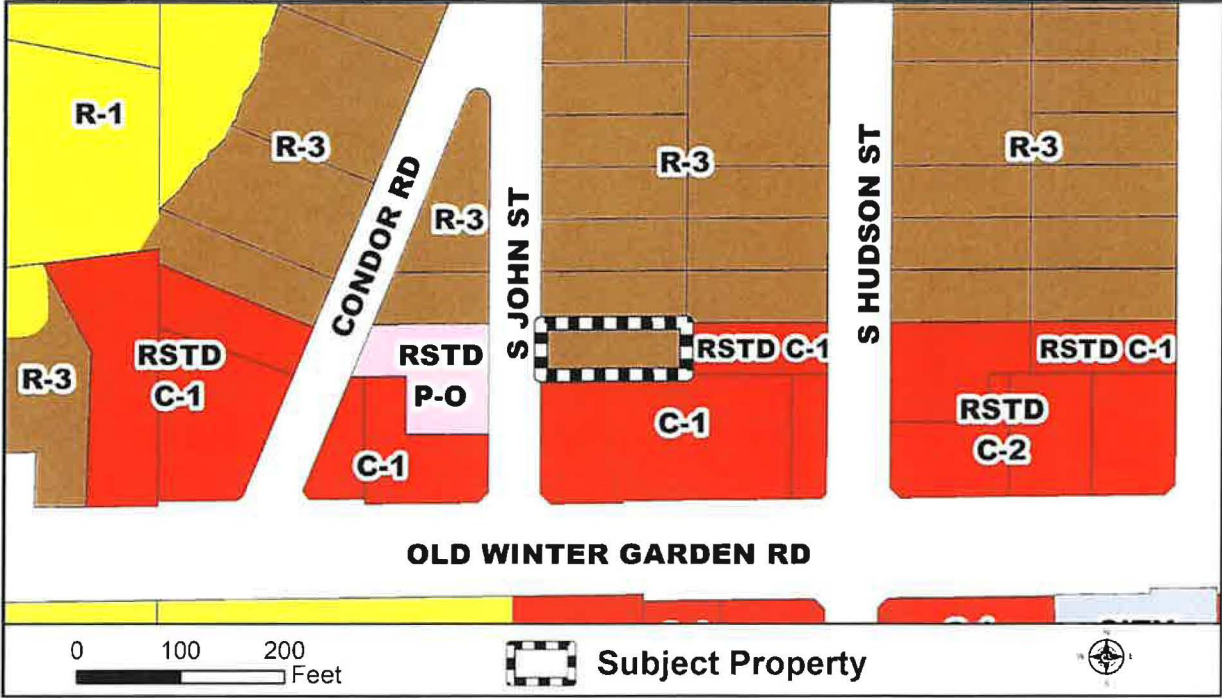 R-1
R-3
CONDOR RD
R-3
S JOHN ST
R-3
S HUDSON ST
R-3
R-3
RSTD
C-1
RSTD
P-O
C-1
RSTD C-1
C-1
RSTD C-1
RSTD
C-2
OLD WINTER GARDEN RD
0 100 200
Feet
Subject Property